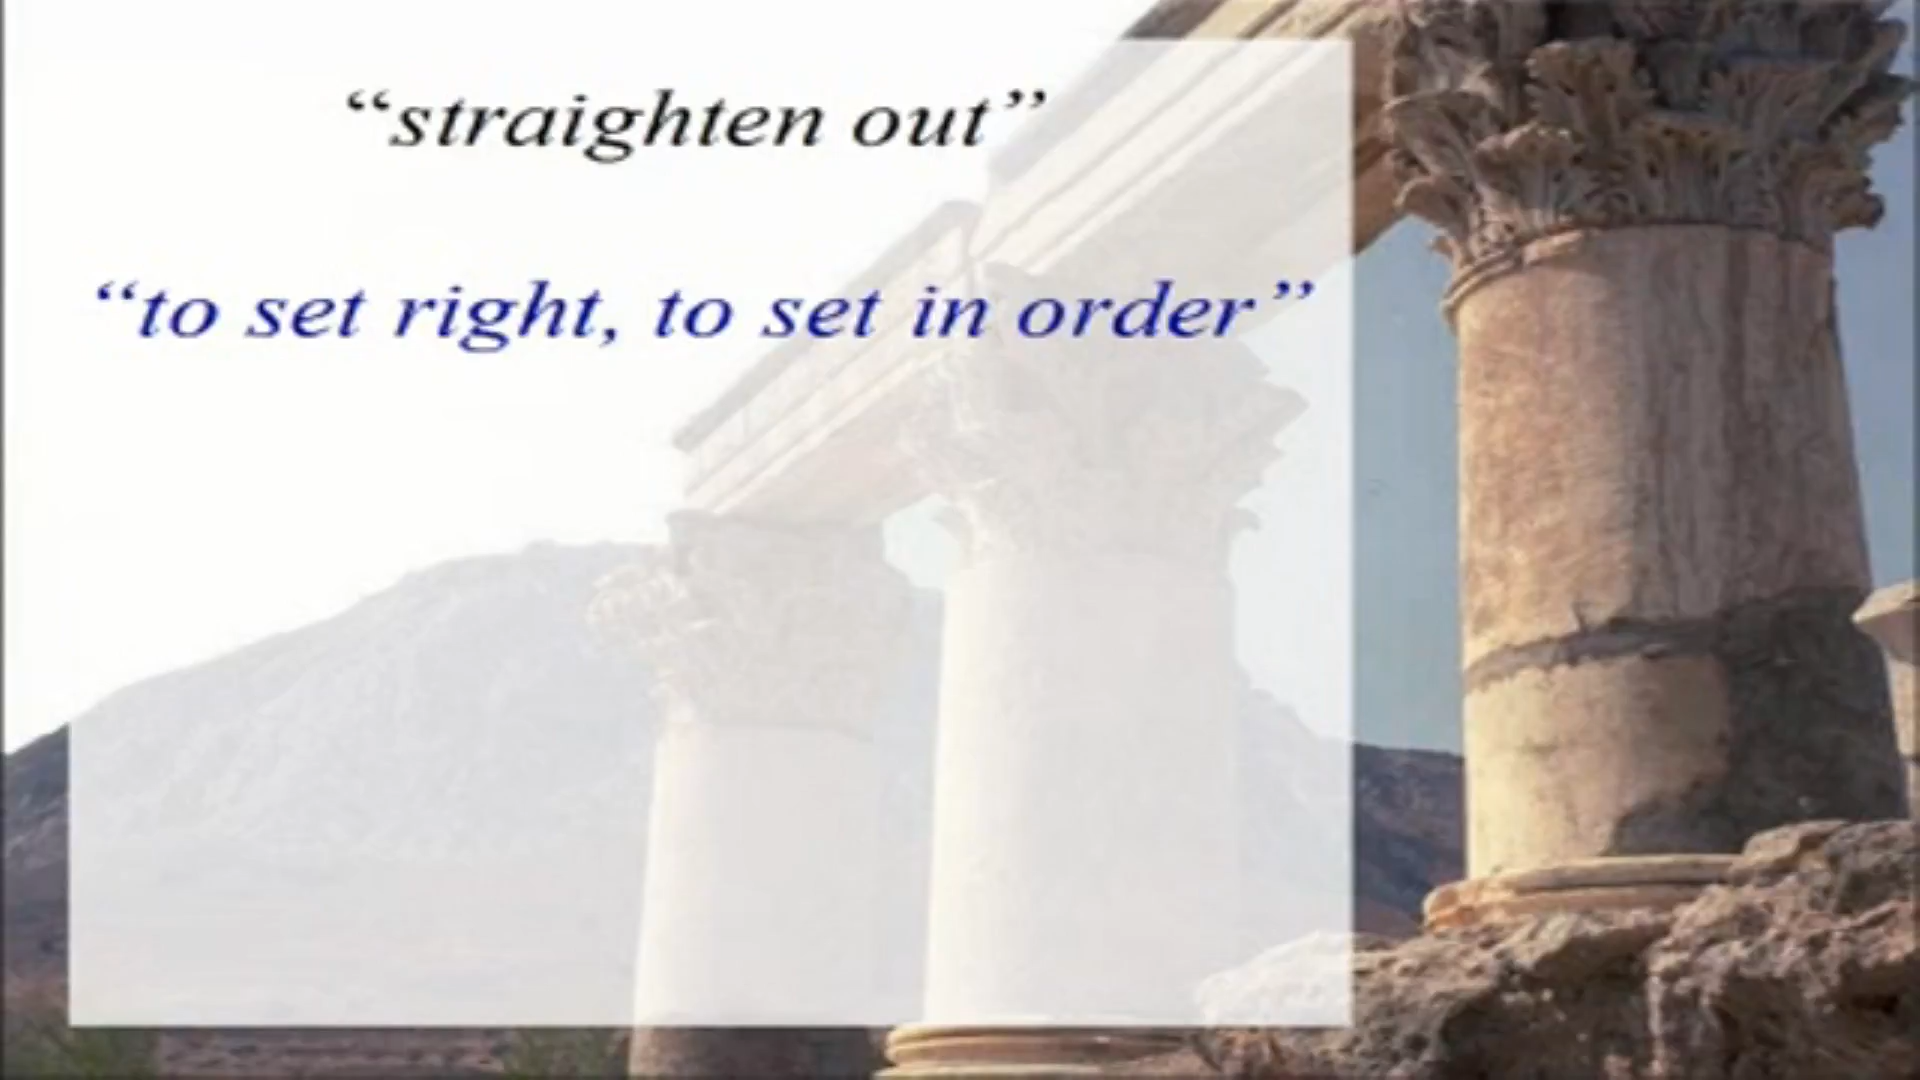 “straighten out”
“to set right, to set in order”